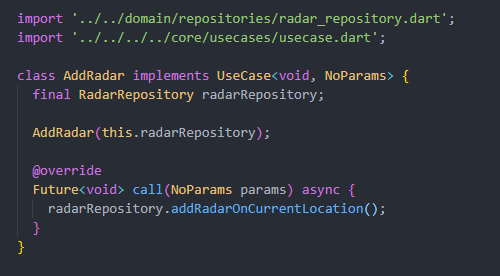 import '../../domain/repositories/radar_repository.dart';
import '../../../../core/usecases/usecase.dart';
class AddRadar implements UseCase<void, NoParams> {
final RadarRepository radarRepository;
AddRadar(this.radarRepository);
@override
Future<void> call(NoParams params) async {
radarRepository.addRadarOnCurrentLocation();
}
}